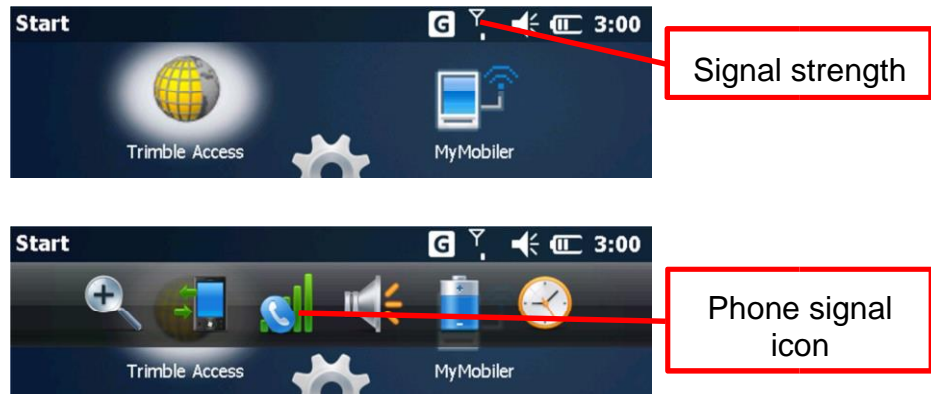 Start
G
3:00
Signal strength
Trimble Access
MyMobiler
Start
G
3:00
Phone signal
icon
Trimble Access
MyMobiler